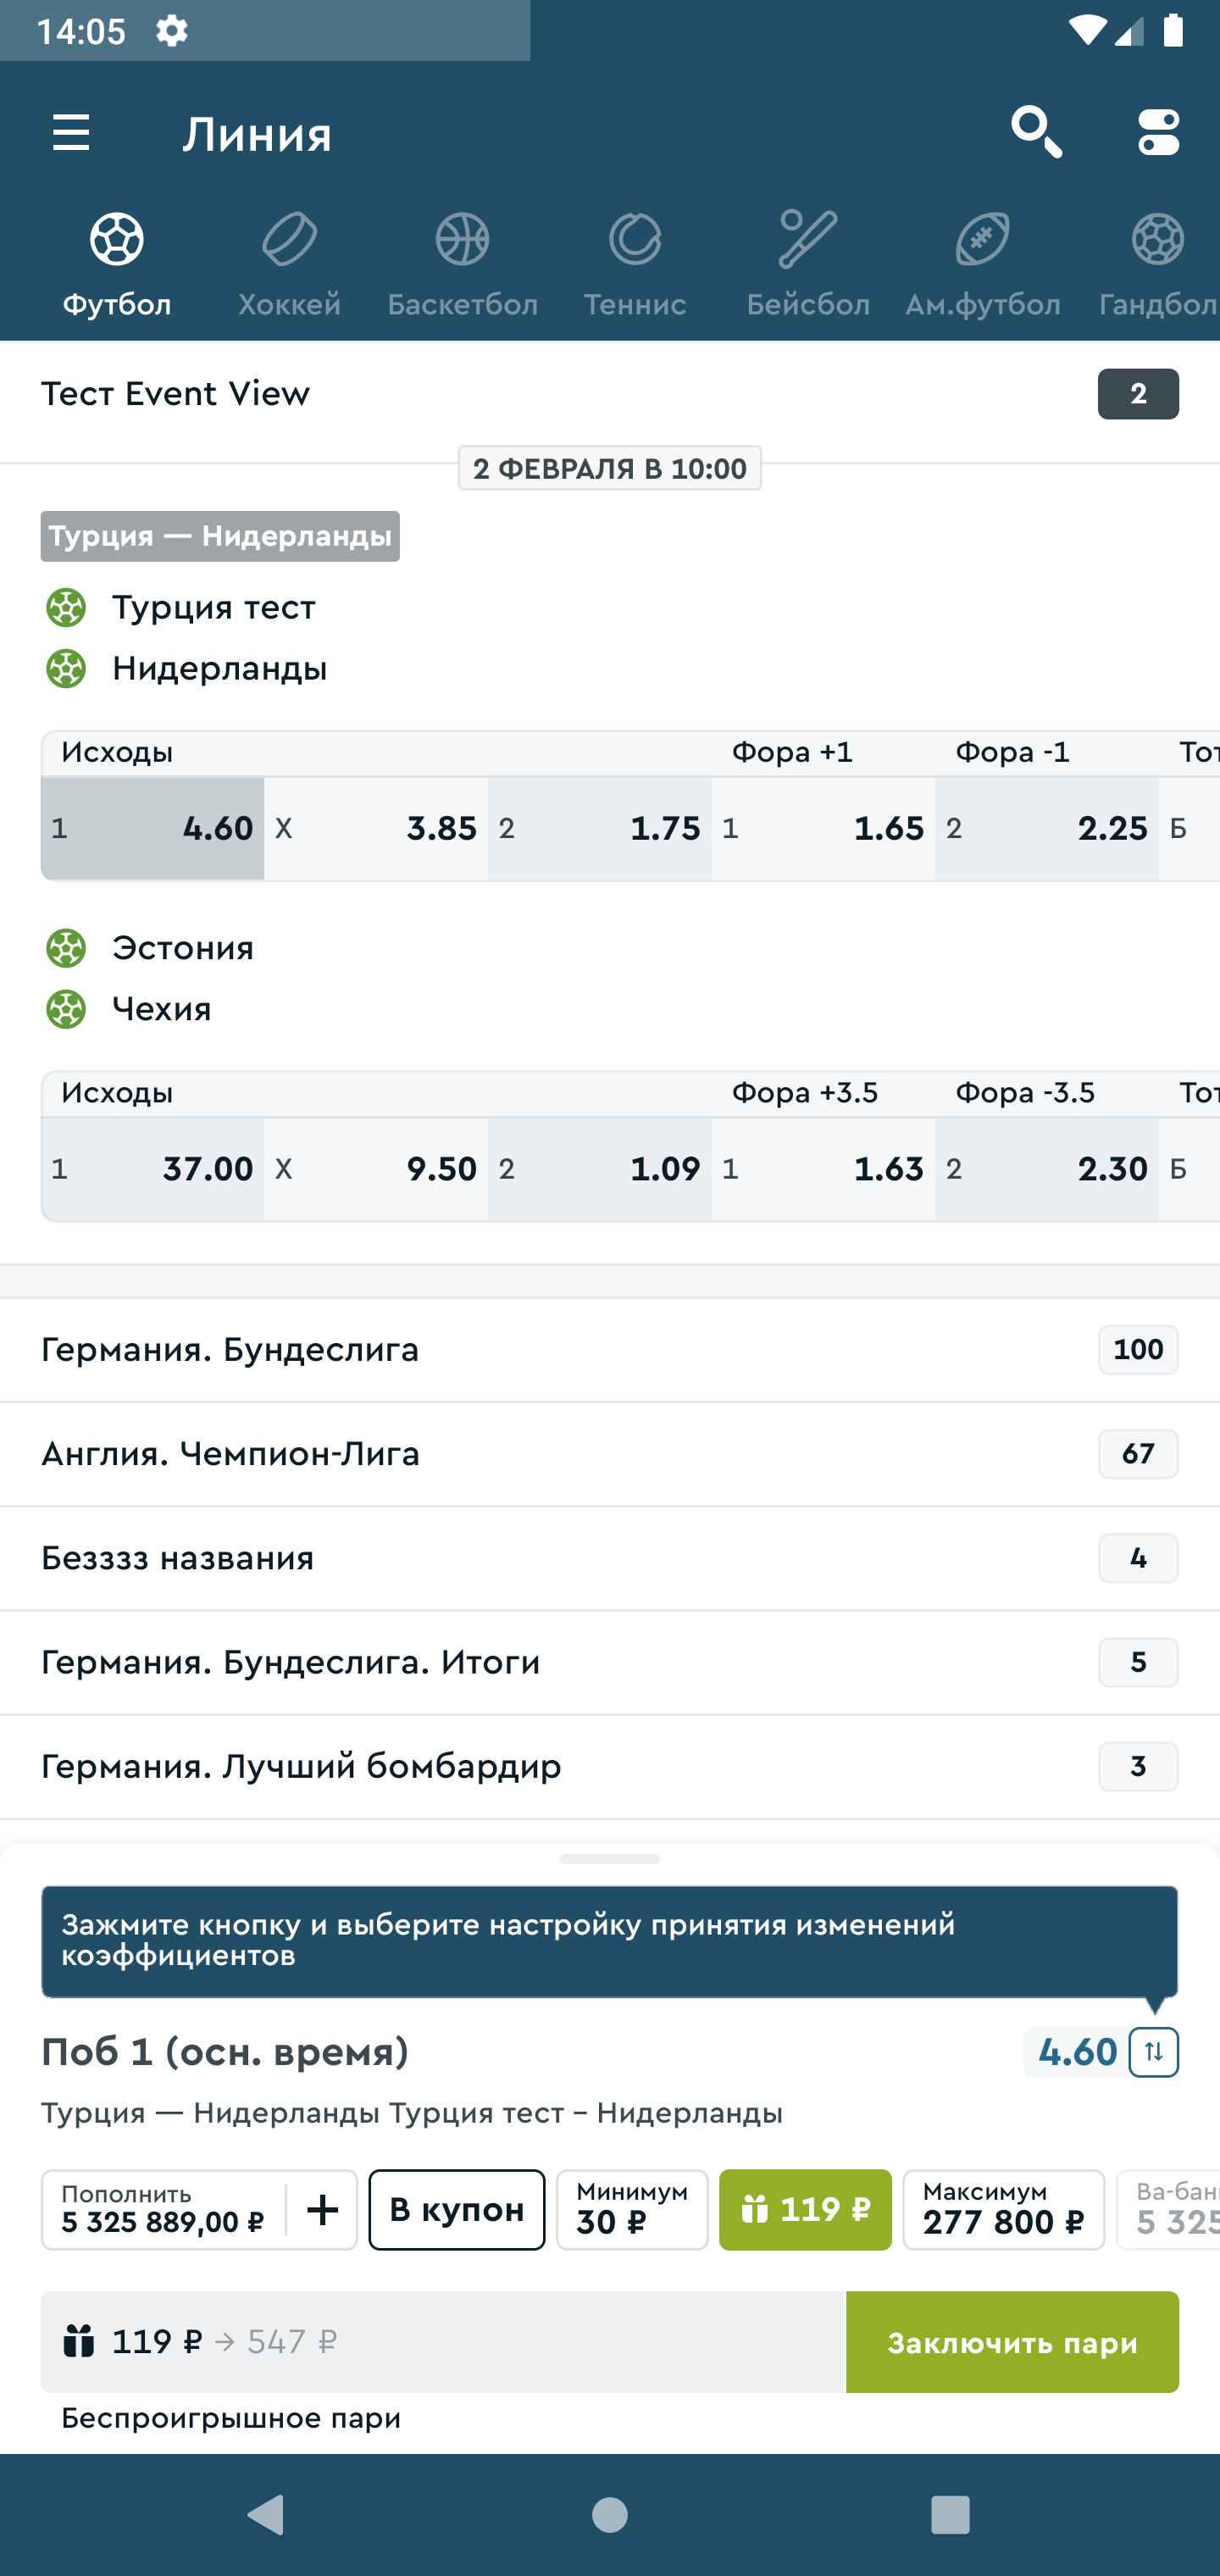 14:05
Линия
Футбол Хоккей Баскетбол Теннис Бейсбол Ам.футбол Гандбол
Тест Event View 2
2 ФЕВРАЛЯ В 10:00
Турция — Нидерланды
Турция тест
Нидерланды
Исходы Фора +1 Фора -1 Тот
1 4.60 X 3.85 2 1.75 1 1.65 2 2.25 Б
Эстония
Чехия
Исходы Фора +3.5 Фора -3.5 Тот
1 37.00 X 9.50 2 1.09 1 1.63 2 2.30 Б
Германия. Бундеслига 100
Англия. Чемпион-Лига 67
Безззз названия 4
Германия. Бундеслига. Итоги 5
Германия. Лучший бомбардир 3
Зажмите кнопку и выберите настройку принятия изменений
коэффициентов
Поб 1 (осн. время) 4.60
Турция — Нидерланды Турция тест – Нидерланды
Пополнить
5 325 889,00 ₽ +
В купон
Минимум
30 ₽
119 ₽
Максимум
277 800 ₽
Ва-бан
5 325
119 ₽ → 547 ₽
Заключить пари
Беспроигрышное пари